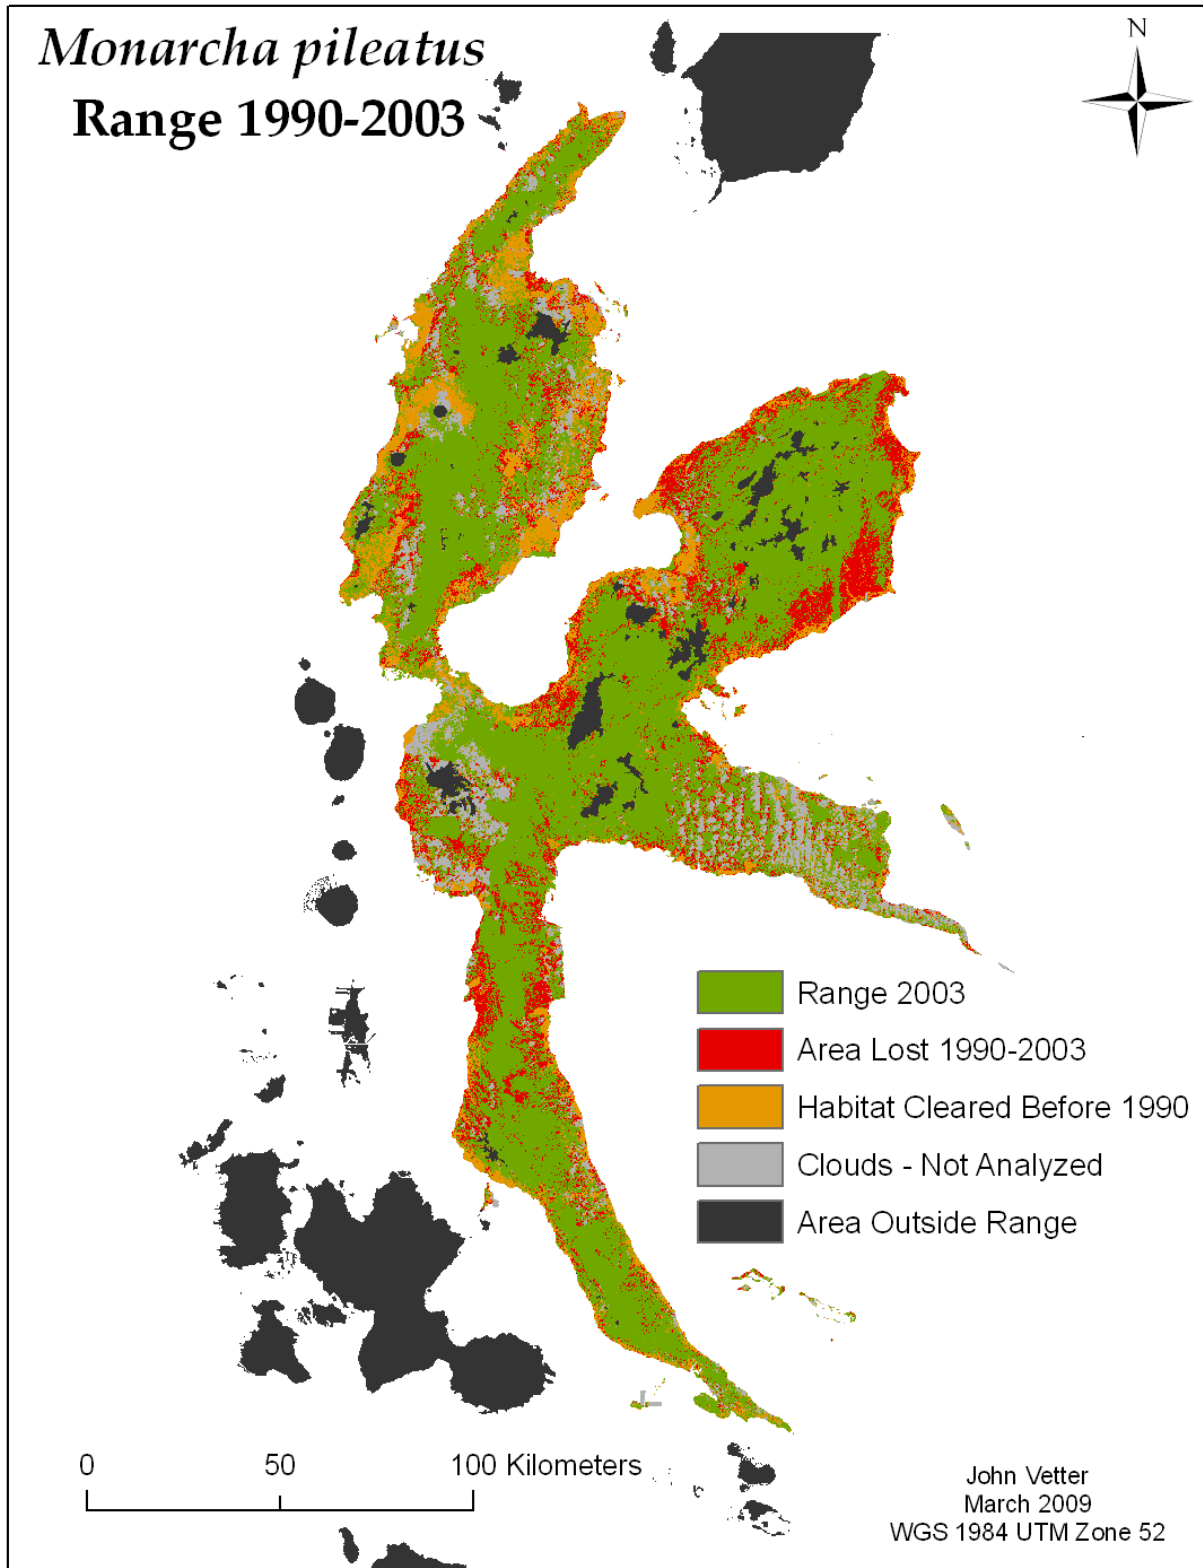 Monarcha pileatus
Range 1990-2003
N
Range 2003
Area Lost 1990-2003
Habitat Cleared Before 1990
Clouds - Not Analyzed
Area Outside Range
0 50 100 Kilometers
John Vetter
March 2009
WGS 1984 UTM Zone 52